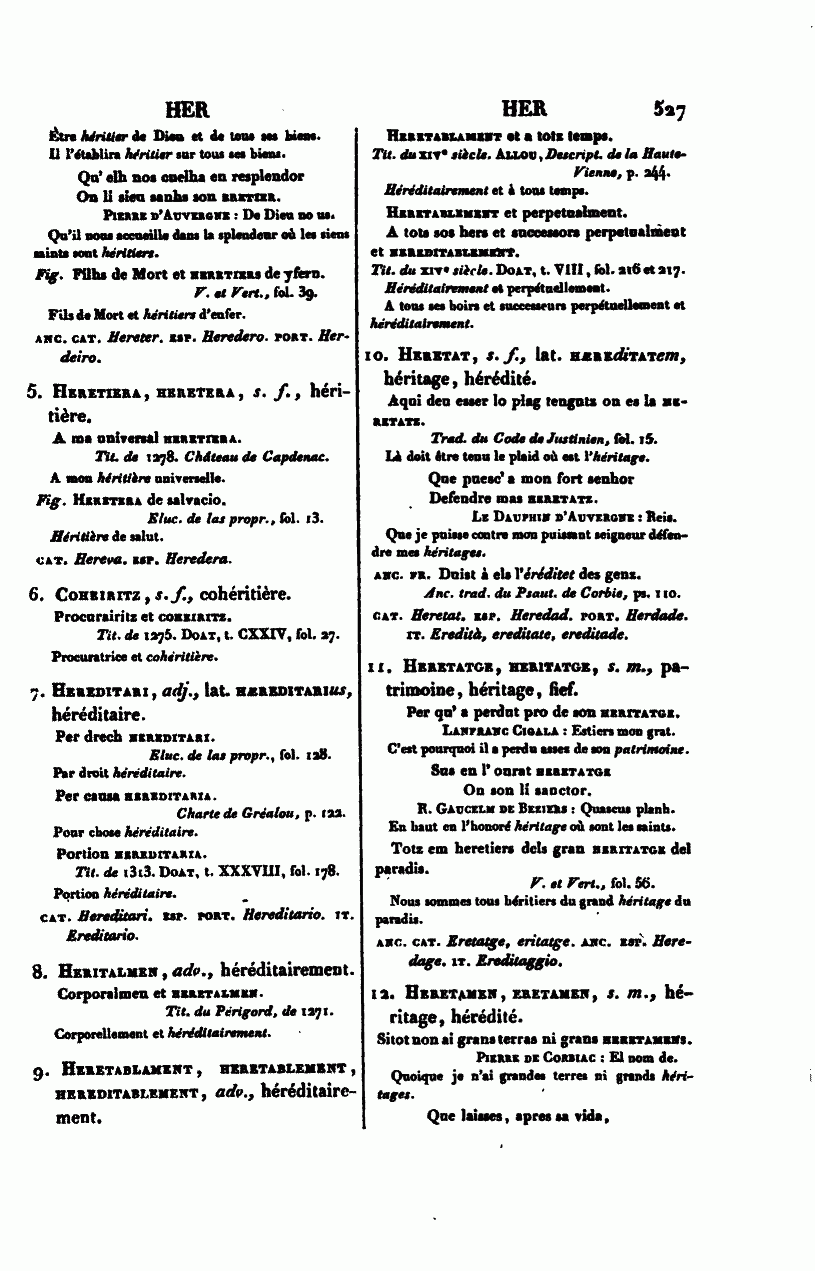 HER
Être héritier de Dieu et de tous ses biens.
Il l'établira héritier sur tous ses biens.
Qu' elh nos cuelha en resplendor
On li sieu sanhs son ERETIER.
PIERRE D'AUVERGNE : De Dieu no us.
Qu'il nous accueille dans la splendeur où les siens
saints sont héritiers.
Fig. Filhs de Mort et HERETIERS de yfern.
V. et Vert., fol. 39.
Fils de Mort et héritiers d'enfer.
ANC. CAT. Hereter. ESP. Heredero. PORT. Her-
deiro.
5. HERETIERA, HERETERA, s. f., héri-
tière.
A ma universal HERETIERA.
Tit. de 1278. Château de Capdenac.
A mon héritière universelle.
Fig. HERETERA de salvacio.
Eluc. de las propr., fol. 13.
Héritière de salut.
CAT. Hereva. ESP. Heredera.
6. COHEIRITZ, s. f., cohéritière.
Procurairitz et COHEIRITZ.
Tit. de 1275. DOAT, t. CXXIV, fol. 27.
Procuratrice et cohéritière.
7. HEREDITARI, adj., lat. HÆREDITARIus,
héréditaire.
Per drech HEREDITARI.
Eluc. de las propr., fol. 128.
Par droit héréditaire.
Per causa HEREDITARIA.
Charte de Gréalou, p. 122.
Pour chose héréditaire.
Portion HEREDITARIA.
Tit. de 1313. DOAT, t. XXXVIII, fol. 178.
Portion héréditaire.
CAT. Hereditari. ESP. PORT. Hereditario. IT.
Ereditario.
8. HERITALMEN, adv., héréditairement.
Corporalmen et HERETALMEN.
Tit. du Périgord, de 1271.
Corporellement et héréditairement.
9. HERETABLAMENT, HERETABLEMENT,
HEREDITABLEMENT, adv., héréditaire-
ment.
HER 527
HERETABLAMENT et a totz temps.
Tit. du XIVe siècle. ALLOU, Descript. de la Haute-
Vienne, p. 244.
Héréditairement et à tous temps.
HERETABLEMENT et perpetualment.
A tots sos hers et successors perpetualment
et HEREDITABLEMENT.
Tit. du XIVe siècle. DOAT, t. VIII, fol. 216 et 217.
Héréditairement et perpétuellement.
A tous ses hoirs et successeurs perpétuellement et
héréditairement.
10. HERETAT, s. f., lat. HÆREdiTATem,
héritage, hérédité.
Aqui deu esser lo plag tengutz on es la HE-
RETATZ.
Trad. du Code de Justinien, fol. 15.
Là doit être tenu le plaid où est l'héritage.
Que puesc' a mon fort senhor
Defendre mas HERETATZ.
LE DAUPHIN D'AUVERGNE : Reis.
Que je puisse contre mon puissant seigneur défen-
dre mes héritages.
ANC. FR. Duist à els l'éréditet des genz.
Anc. trad. du Psaut. de Corbie, ps. 110.
CAT. Heretat. ESP. Heredad. PORT. Herdade.
IT. Eredità, ereditate, ereditade.
11. HERETATGE, HERITATGE, s. m., pa-
trimoine, héritage, fief.
Per qu' a perdut pro de son HERITATGE.
LANFRANC CIGALA : Estiers mon grat.
C'est pourquoi il a perdu assez de son patrimoine.
Sus en l' onrat HERETATGE
On son li sanctor.
R. GAUCELM DE BEZIERS : Quascus planh.
En haut en l'honoré héritage où sont les saints.
Totz em heretiers dels gran HERITATGE del
paradis.
V. et Vert., fol. 56.
Nous sommes tous héritiers du grand héritage du
paradis.
ANC. CAT. Eretatge, eritatge. ANC. ESP. Here-
dage. IT. Ereditaggio.
12. HERETAMEN, ERETAMEN, s. m., hé-
ritage, hérédité.
Sitot non ai grans terras ni grans HERETAMENS.
PIERRE DE CORBIAC : El nom de.
Quoique je n'ai grandes terres ni grands héri-
tages.
Que laisses, apres sa vida,